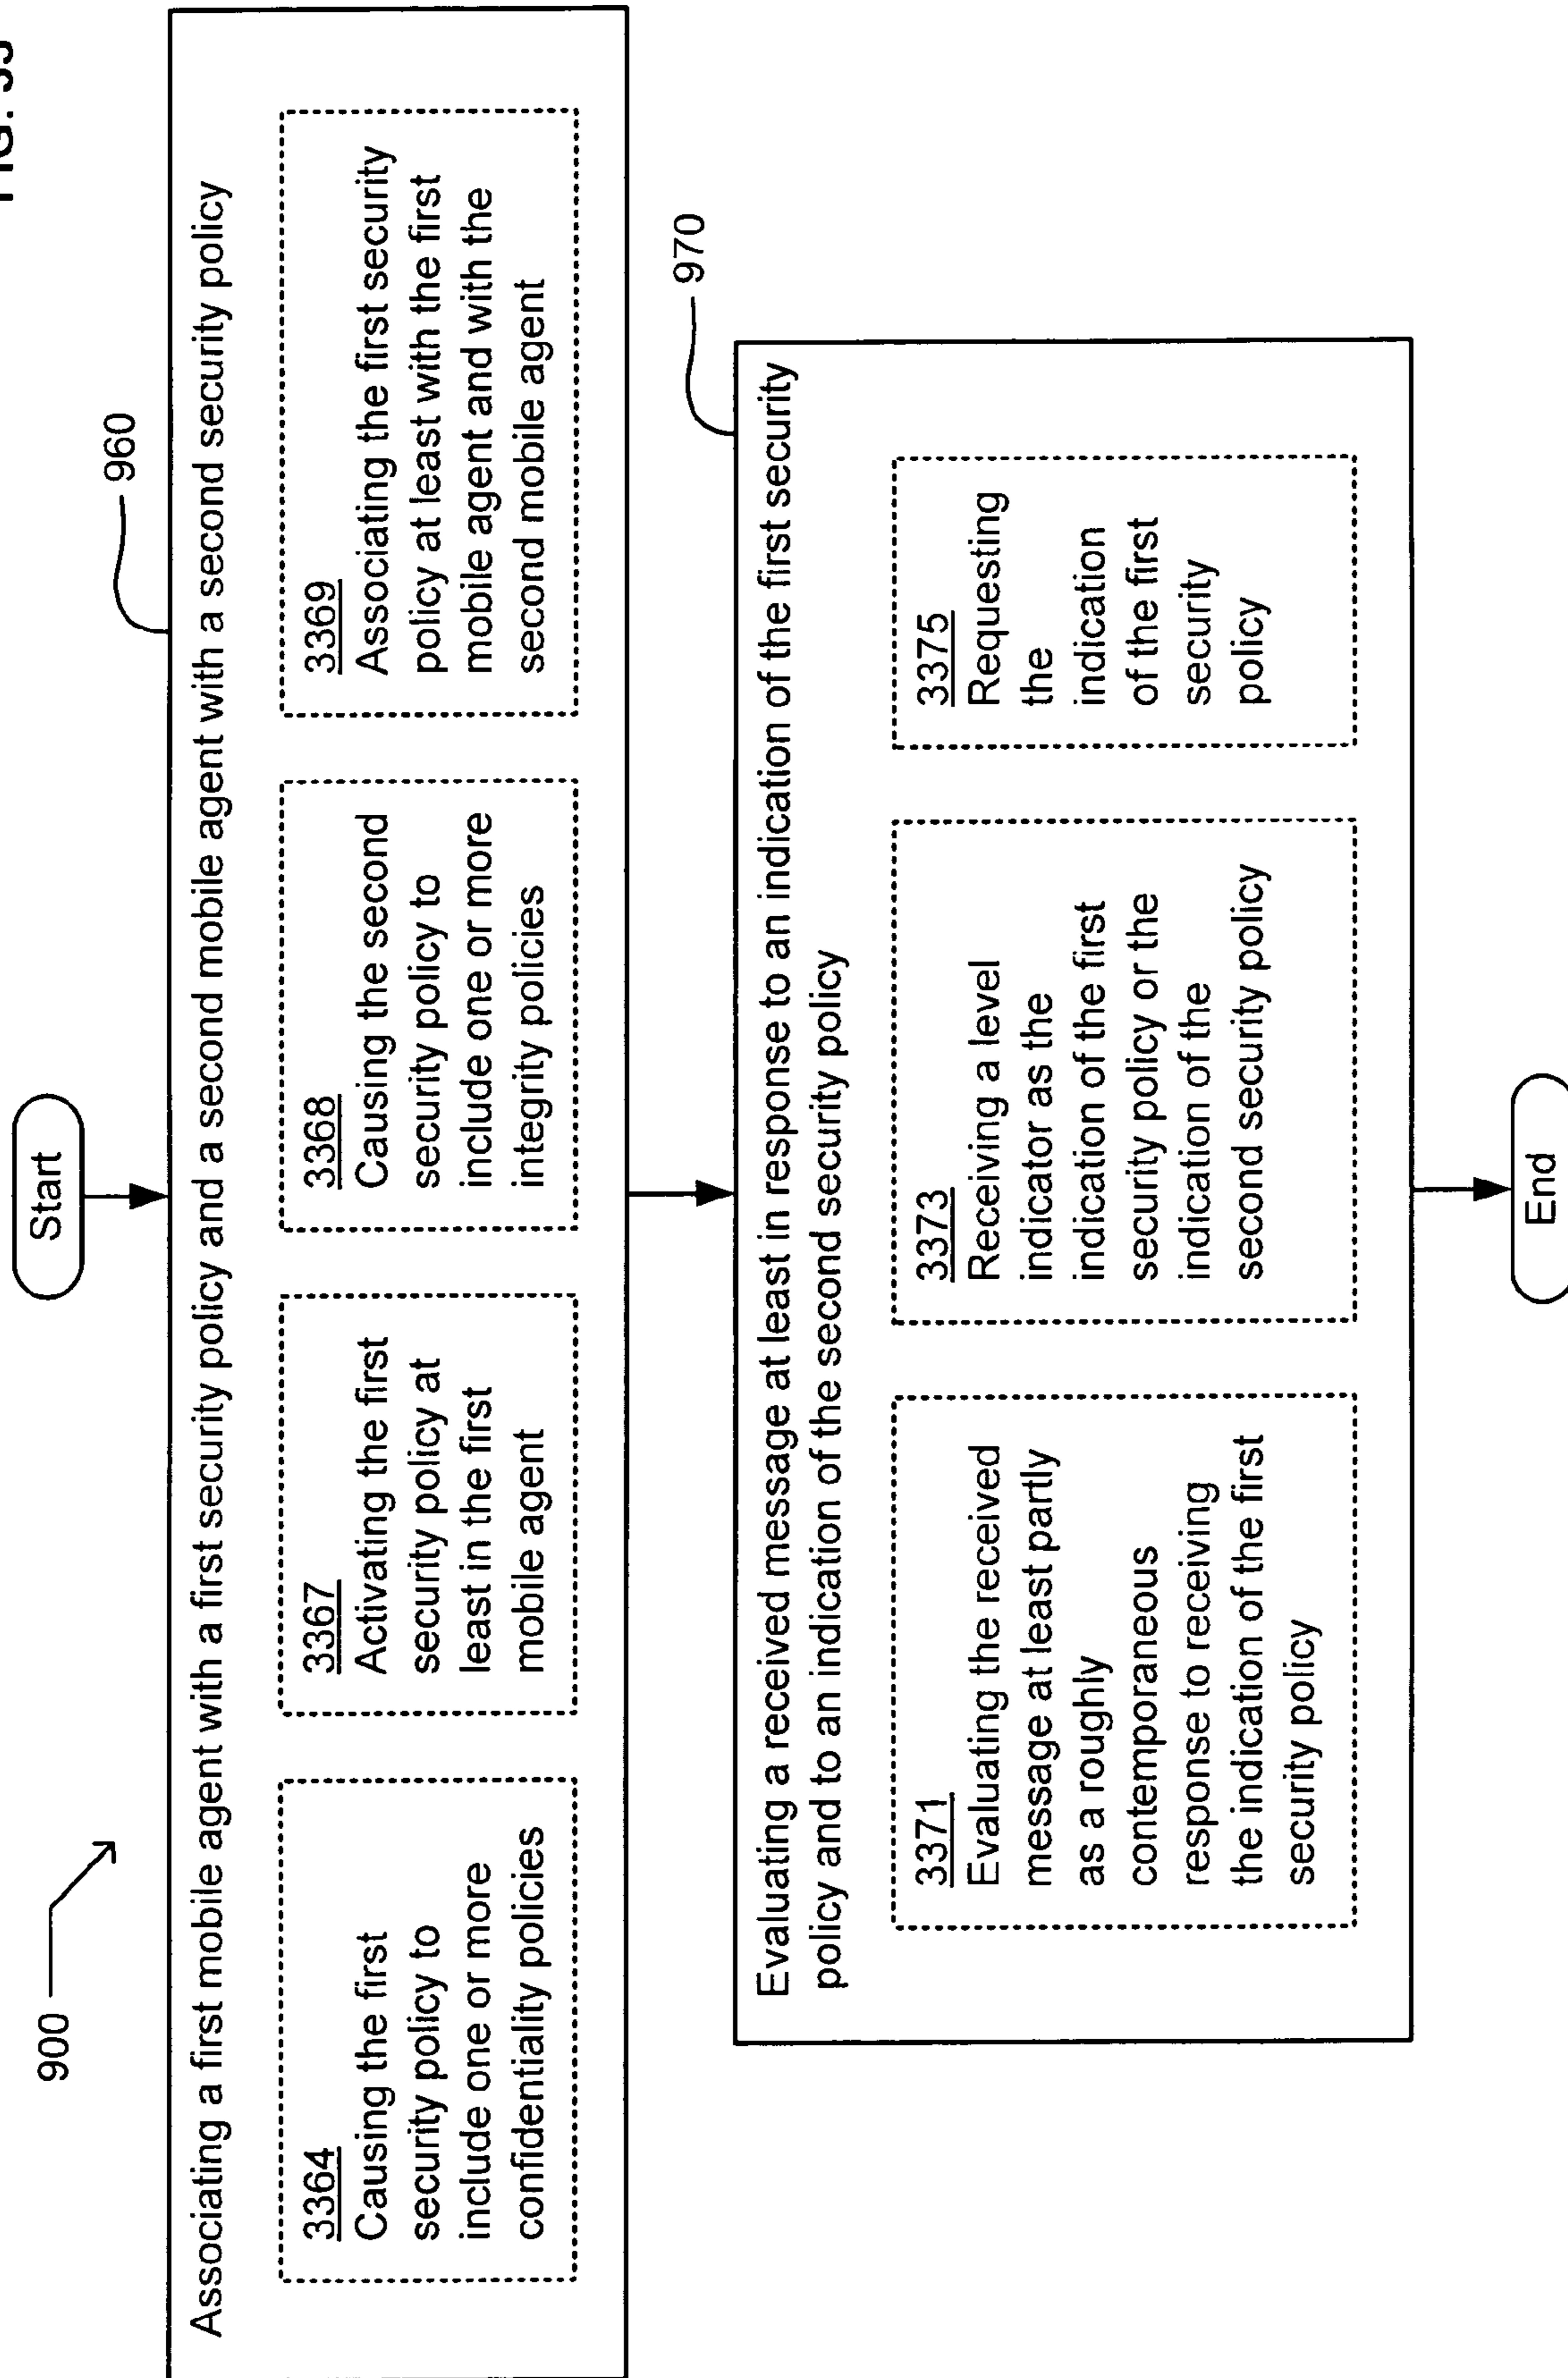 FIG. 33
900
Start
960
Associating a first mobile agent with a first security policy and a second mobile agent with a second security policy
3364
Causing the first
security policy to
include one or more
confidentiality policies
3367
Activating the first
security policy at
least in the first
mobile agent
3368
Causing the second
security policy to
include one or more
integrity policies
3369
Associating the first security
policy at least with the first
mobile agent and with the
second mobile agent
970
Evaluating a received message at least in response to an indication of the first security
policy and to an indication of the second security policy
3371
Evaluating the received
message at least partly
as a roughly
contemporaneous
response to receiving
the indication of the first
security policy
3373
Receiving a level
indicator as the
indication of the first
security policy or the
indication of the
second security policy
3375
Requesting
the
indication
of the first
security
policy
End